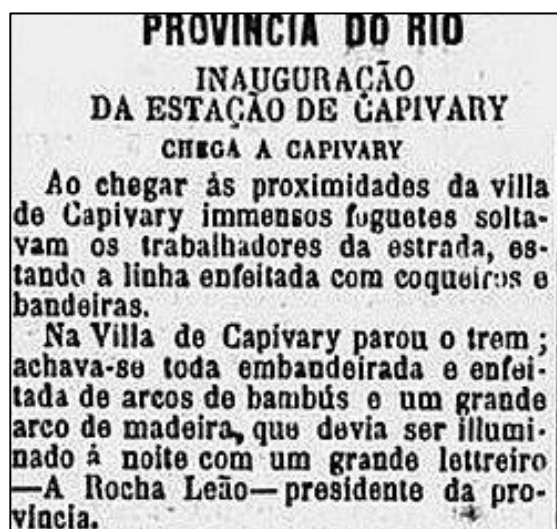 PROVINCIA DO RIO
INAUGURAÇÃO
DA ESTAÇÃO DE CAPIVARY
CHEGA A CAPIVARY
Ao chegar ás proximidades da villa
de Capivary immensos foguetes solta-
vam os trabalhadores da estrada, es-
tando a linha enfeitada com coqueiros e
bandeiras.
Na Villa de Capivary parou o trem ;
achava-se toda embandeirada e enfei-
tada de arcos de bambús e um grande
arco de madeira, que devia ser illumi-
nado á noite com um grande lettreiro
—A Rocha Leão— presidente da pro-
vincia.